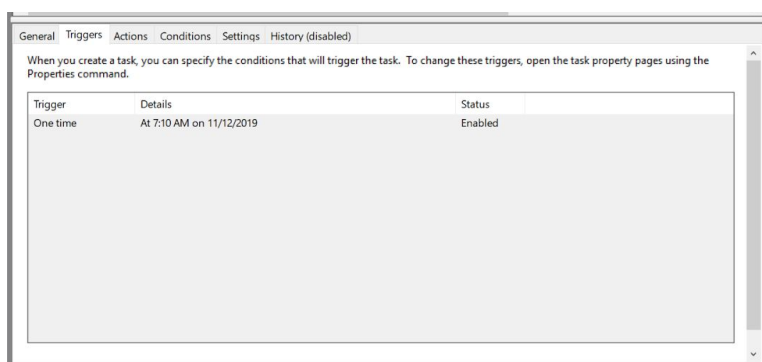 General Triggers Actions Conditions Settings History (disabled)
When you create a task, you can specify the conditions that will trigger the task. To change these triggers, open the task property pages using the
Properties command.
Trigger Details Status
One time At 7:10 AM on 11/12/2019 Enabled